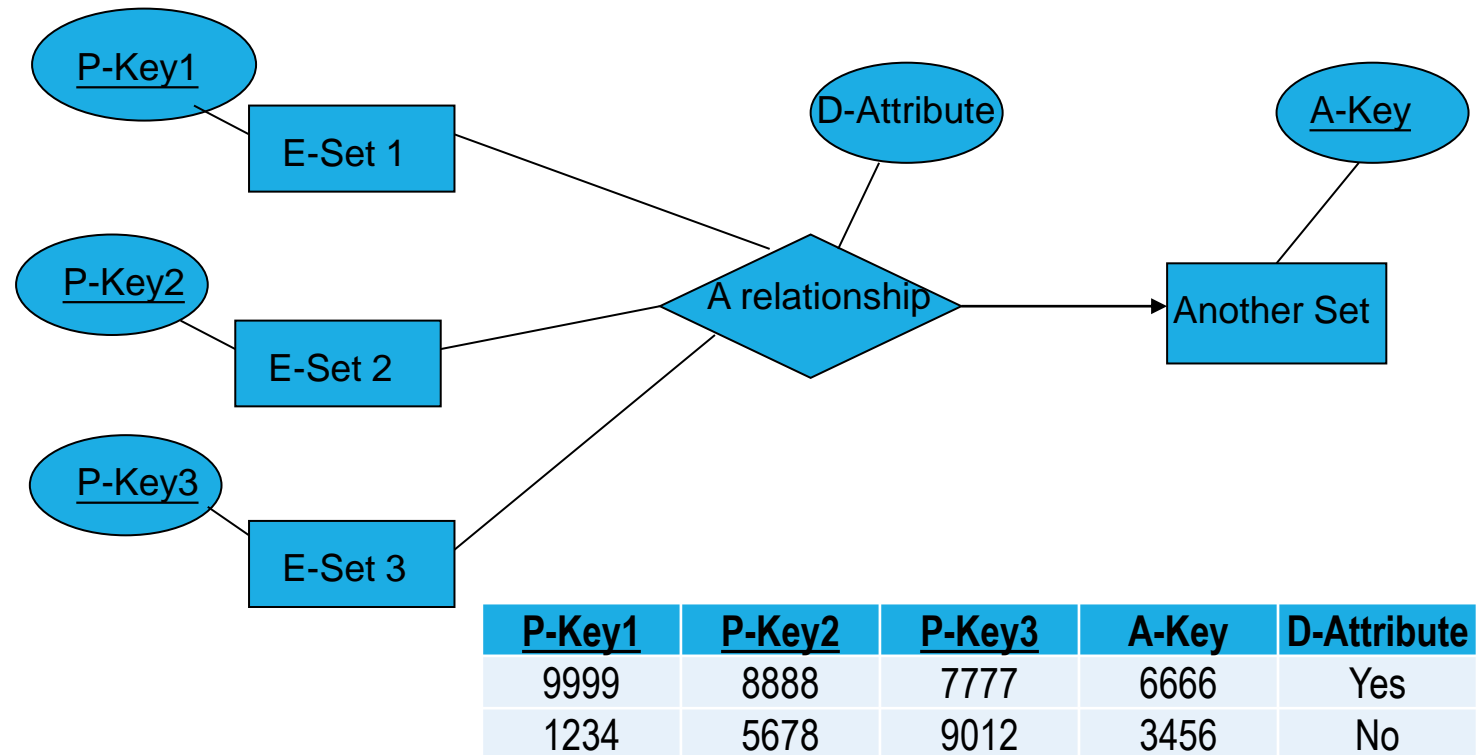 P-Key1
E-Set 1
D-Attribute
A-Key
P-Key2
E-Set 2
A relationship
Another Set
P-Key3
E-Set 3
P-Key1 P-Key2 P-Key3 A-Key D-Attribute
9999 8888 7777 6666 Yes
1234 5678 9012 3456 No